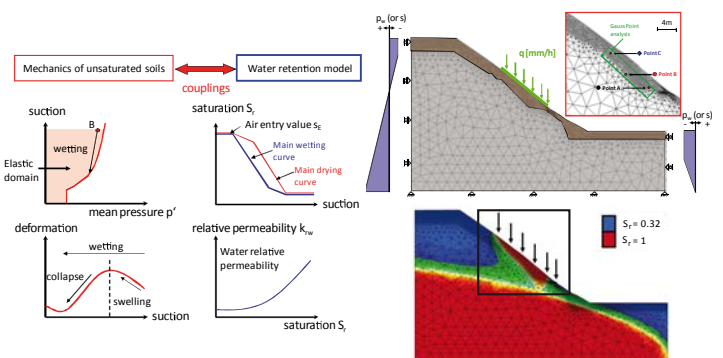 Mechanics of unsaturated soils
Water retention model
couplings
suction
B
wetting
Elastic
domain
mean pressure p'
saturation Sr
Air entry value sE
Main wetting
curve
Main drying
curve
suction
deformation
wetting
collapse
swelling
suction
relative permeability krw
Water relative
permeability
saturation Sr
pw (or s)
+ -
q [mm/h]
Gauss Point
analysis
4m
Point C
Point B
Point A
pw (or s)
- +
Sr = 0.32
Sr = 1